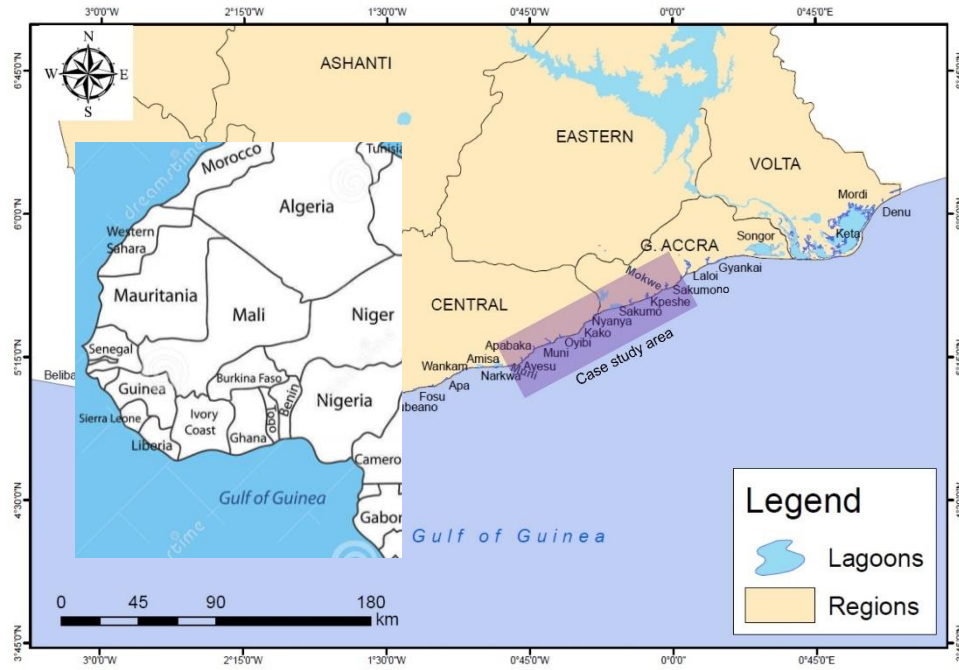 3°0'0"W
2°15'0"W
1°30'0"W
0°45'0"W
0°0'0"
0°45'0"E
N
W
E
S
6°45'0"N
6°0'0"N
5°15'0"N
4°30'0"N
3°45'0"N
ASHANTI
EASTERN
VOLTA
G. ACCRA
CENTRAL
Mordi
Denu
Keta
Songor
Gyankai
Laloi
Mokwe
Sakumono
Kpeshe
Sakumo
Nyanya
Kako
Oyibi
Apabaka
Muni
Ayesu
Amisa
Wankam
Narkwa
Apa
Fosu
ubeano
Beliba
Case study area
Morocco
Tunisia
Algeria
Western
Sahara
Mauritania
Mali
Niger
Senegal
Guinea
Burkina Faso
Benin
Togo
Nigeria
Sierra Leone
Ivory
Coast
Ghana
Liberia
Camero
Gabor
Gulf of Guinea
dreamstime
Gulf of Guinea
Legend
Lagoons
Regions
0 45 90 180
km
3°0'0"W
2°15'0"W
1°30'0"W
0°45'0"W
0°0'0"
0°45'0"E